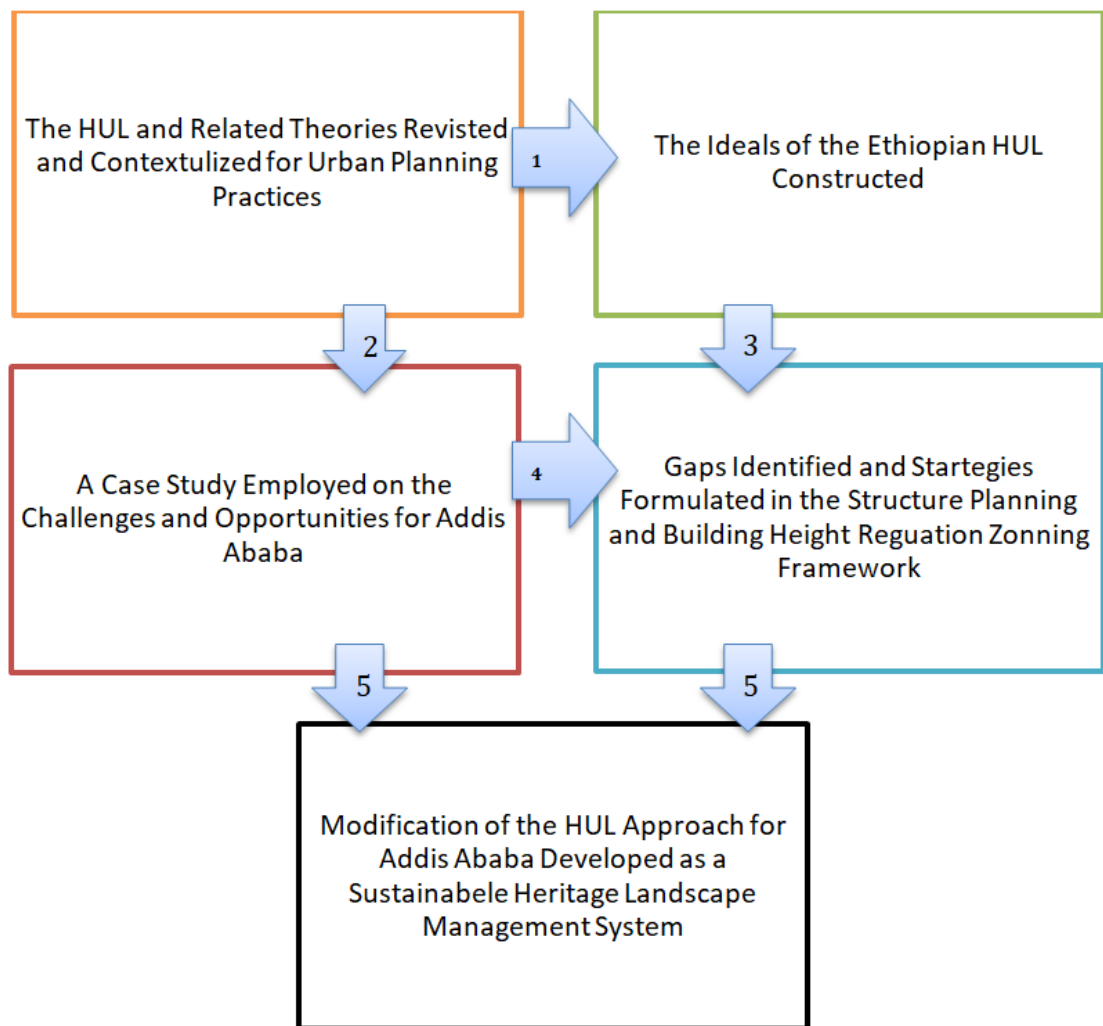 The HUL and Related Theories Revisted
and Contextulized for Urban Planning
Practices
1
The Ideals of the Ethiopian HUL
Constructed
2
3
A Case Study Employed on the
Challenges and Opportunities for Addis
Ababa
4
Gaps Identified and Startegies
Formulated in the Structure Planning
and Building Height Reguation Zonning
Framework
5
5
Modification of the HUL Approach for
Addis Ababa Developed as a
Sustainabele Heritage Landscape
Management System